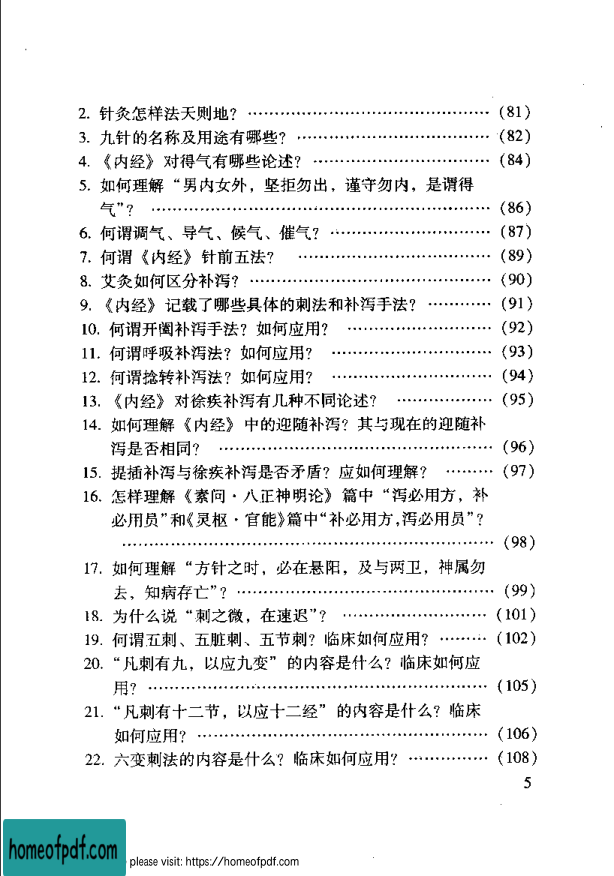 2. 针灸怎样法天则地? ……………………………………… (81)
3. 九针的名称及用途有哪些? ……………………………… (82)
4. 《内经》对得气有哪些论述? …………………………… (84)
5. 如何理解“男内女外，坚拒勿出，谨守勿内，是谓得
气”? ……………………………………………………… (86)
6. 何谓调气、导气、候气、催气? ………………………… (87)
7. 何谓《内经》针前五法? ……………………………… (89)
8. 艾灸如何区分补泻? ……………………………………… (90)
9. 《内经》记载了哪些具体的刺法和补泻手法? ………… (91)
10. 何谓开阖补泻手法? 如何应用? ……………………… (92)
11. 何谓呼吸补泻法? 如何应用? ………………………… (93)
12. 何谓捻转补泻法? 如何应用? ………………………… (94)
13. 《内经》对徐疾补泻有几种不同论述? ……………… (95)
14. 如何理解《内经》中的迎随补泻? 其与现在的迎随补
泻是否相同? …………………………………………… (96)
15. 提插补泻与徐疾补泻是否矛盾? 应如何理解? ……… (97)
16. 怎样理解《素问·八正神明论》篇中“泻必用方，补
必用员”和《灵枢·官能》篇中“补必用方,泻必用员”?
…………………………………………………………… (98)
17. 如何理解“方针之时，必在悬阳，及与两卫，神属勿
去，知病存亡”? ……………………………………… (99)
18. 为什么说“刺之微，在速迟”? ……………………… (101)
19. 何谓五刺、五脏刺、五节刺? 临床如何应用? ……… (102)
20. “凡刺有九，以应九变”的内容是什么? 临床如何应
用? ……………………………………………………… (105)
21. “凡刺有十二节，以应十二经”的内容是什么? 临床
如何应用? ……………………………………………… (106)
22. 六变刺法的内容是什么? 临床如何应用? …………… (108)
5
homeofpdf.com
please visit: https://homeofpdf.com